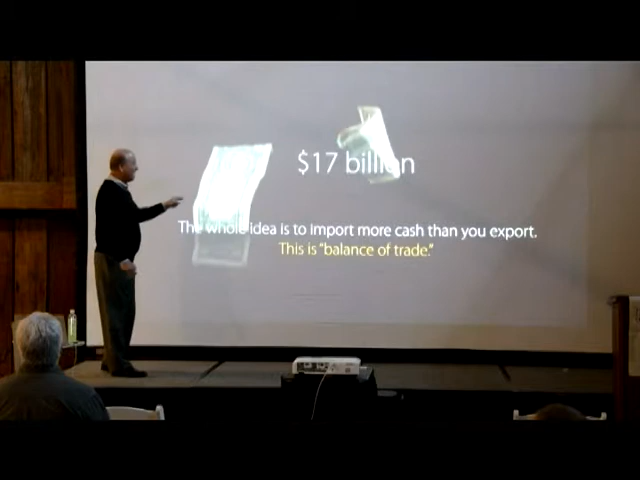 $17 billion
The whole idea is to import more cash than you export.
This is "balance of trade."